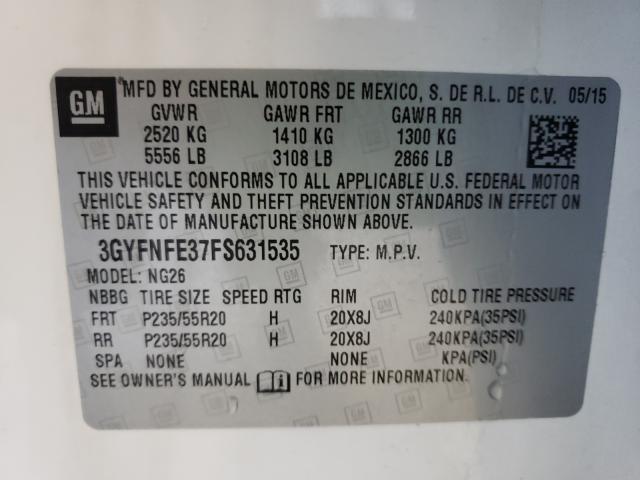 GM MFD BY GENERAL MOTORS DE MEXICO, S. DE R.L. DE C.V. 05/15
GVWR GAWR FRT GAWR RR
2520 KG 1410 KG 1300 KG
5556 LB 3108 LB 2866 LB
THIS VEHICLE CONFORMS TO ALL APPLICABLE U.S. FEDERAL MOTOR
VEHICLE SAFETY AND THEFT PREVENTION STANDARDS IN EFFECT ON
THE DATE OF MANUFACTURE SHOWN ABOVE.
3GYFNFE37FS631535 TYPE: M.P.V.
MODEL: NG26
NBBG TIRE SIZE SPEED RTG RIM COLD TIRE PRESSURE
FRT P235/55R20 H 20X8J 240KPA(35PSI)
RR P235/55R20 H 20X8J 240KPA(35PSI)
SPA NONE NONE KPA(PSI)
SEE OWNER'S MANUAL FOR MORE INFORMATION